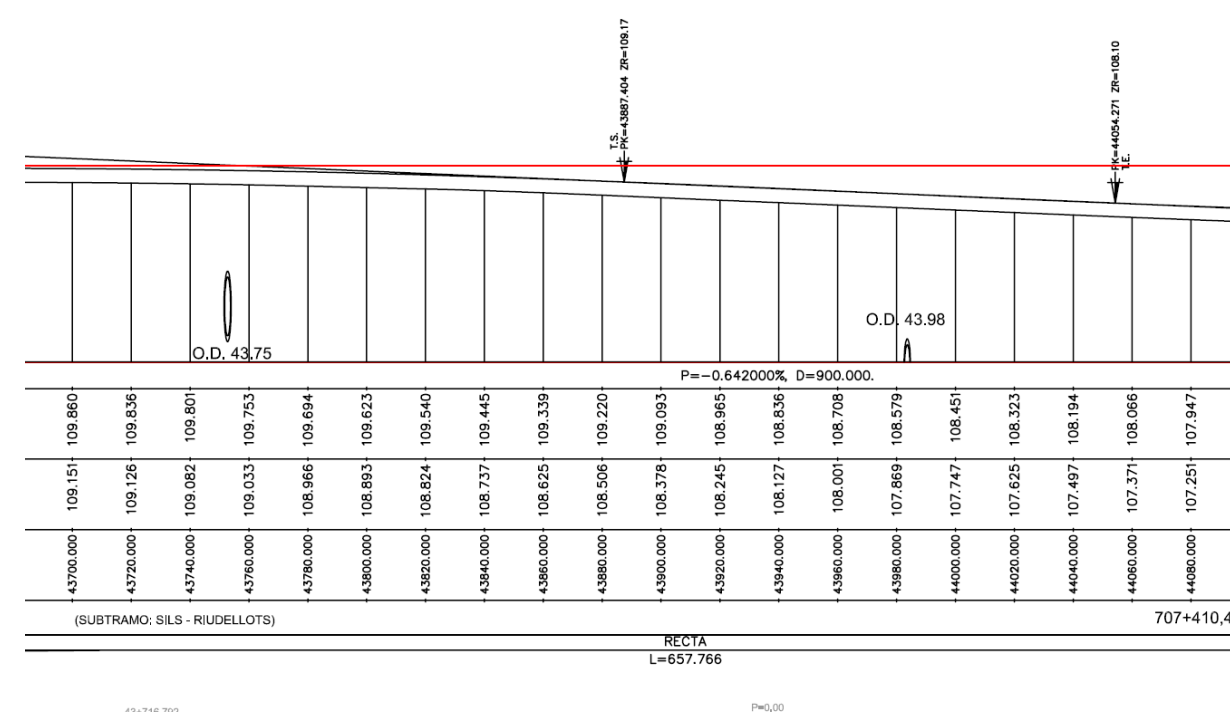 T.S.
PK=43887.404 ZR=109.17
PK=44054.271 ZR=108.10
T.E.
O.D. 43.98
O.D. 43.75
P=-0.642000%, D=900.000.
109.860 109.836 109.801 109.753 109.694 109.623 109.540 109.445 109.339 109.220 109.093 108.965 108.836 108.708 108.579 108.451 108.323 108.194 108.066 107.947
109.151 109.126 109.082 109.033 108.966 108.893 108.824 108.737 108.625 108.506 108.378 108.245 108.127 108.001 107.869 107.747 107.625 107.497 107.371 107.251
43700.000 43720.000 43740.000 43760.000 43780.000 43800.000 43820.000 43840.000 43860.000 43880.000 43900.000 43920.000 43940.000 43960.000 43980.000 44000.000 44020.000 44040.000 44060.000 44080.000
(SUBTRAMO: SILS - RIUDELLOTS) 707+410,4
RECTA
L=657.766
43+716.792 P=0,00